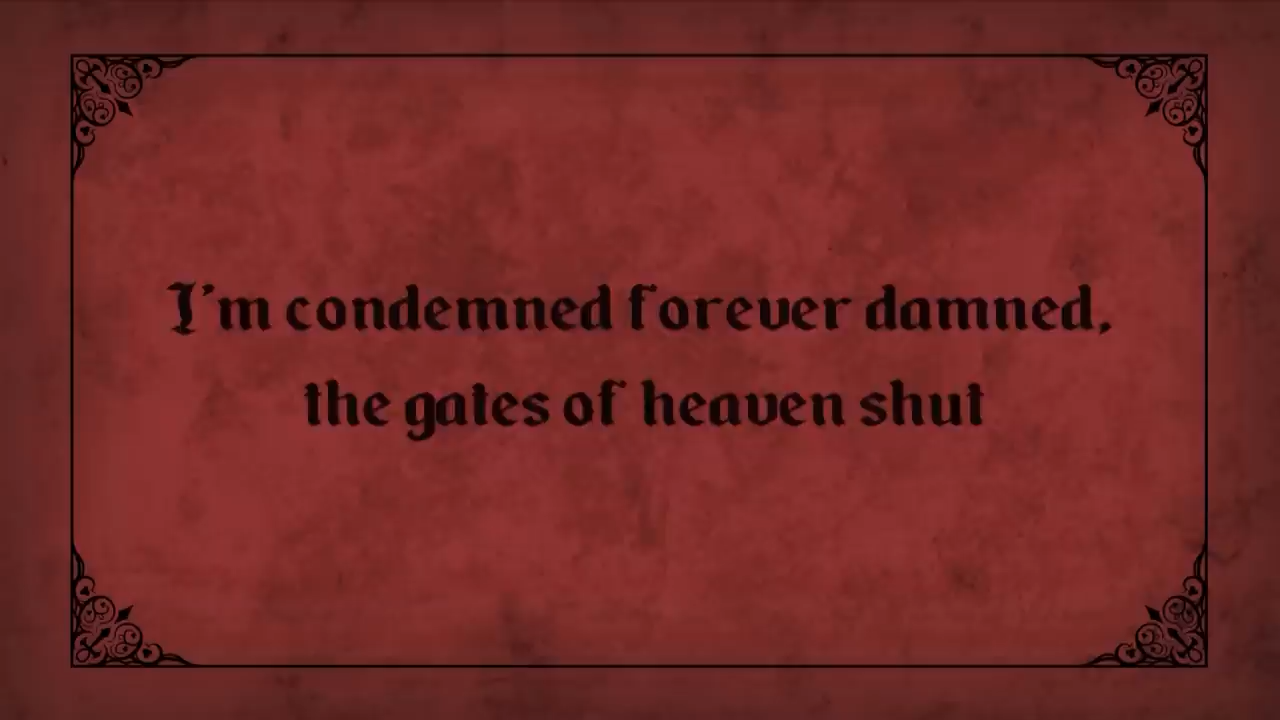 I'm condemned forever damned,
the gates of heaven shut